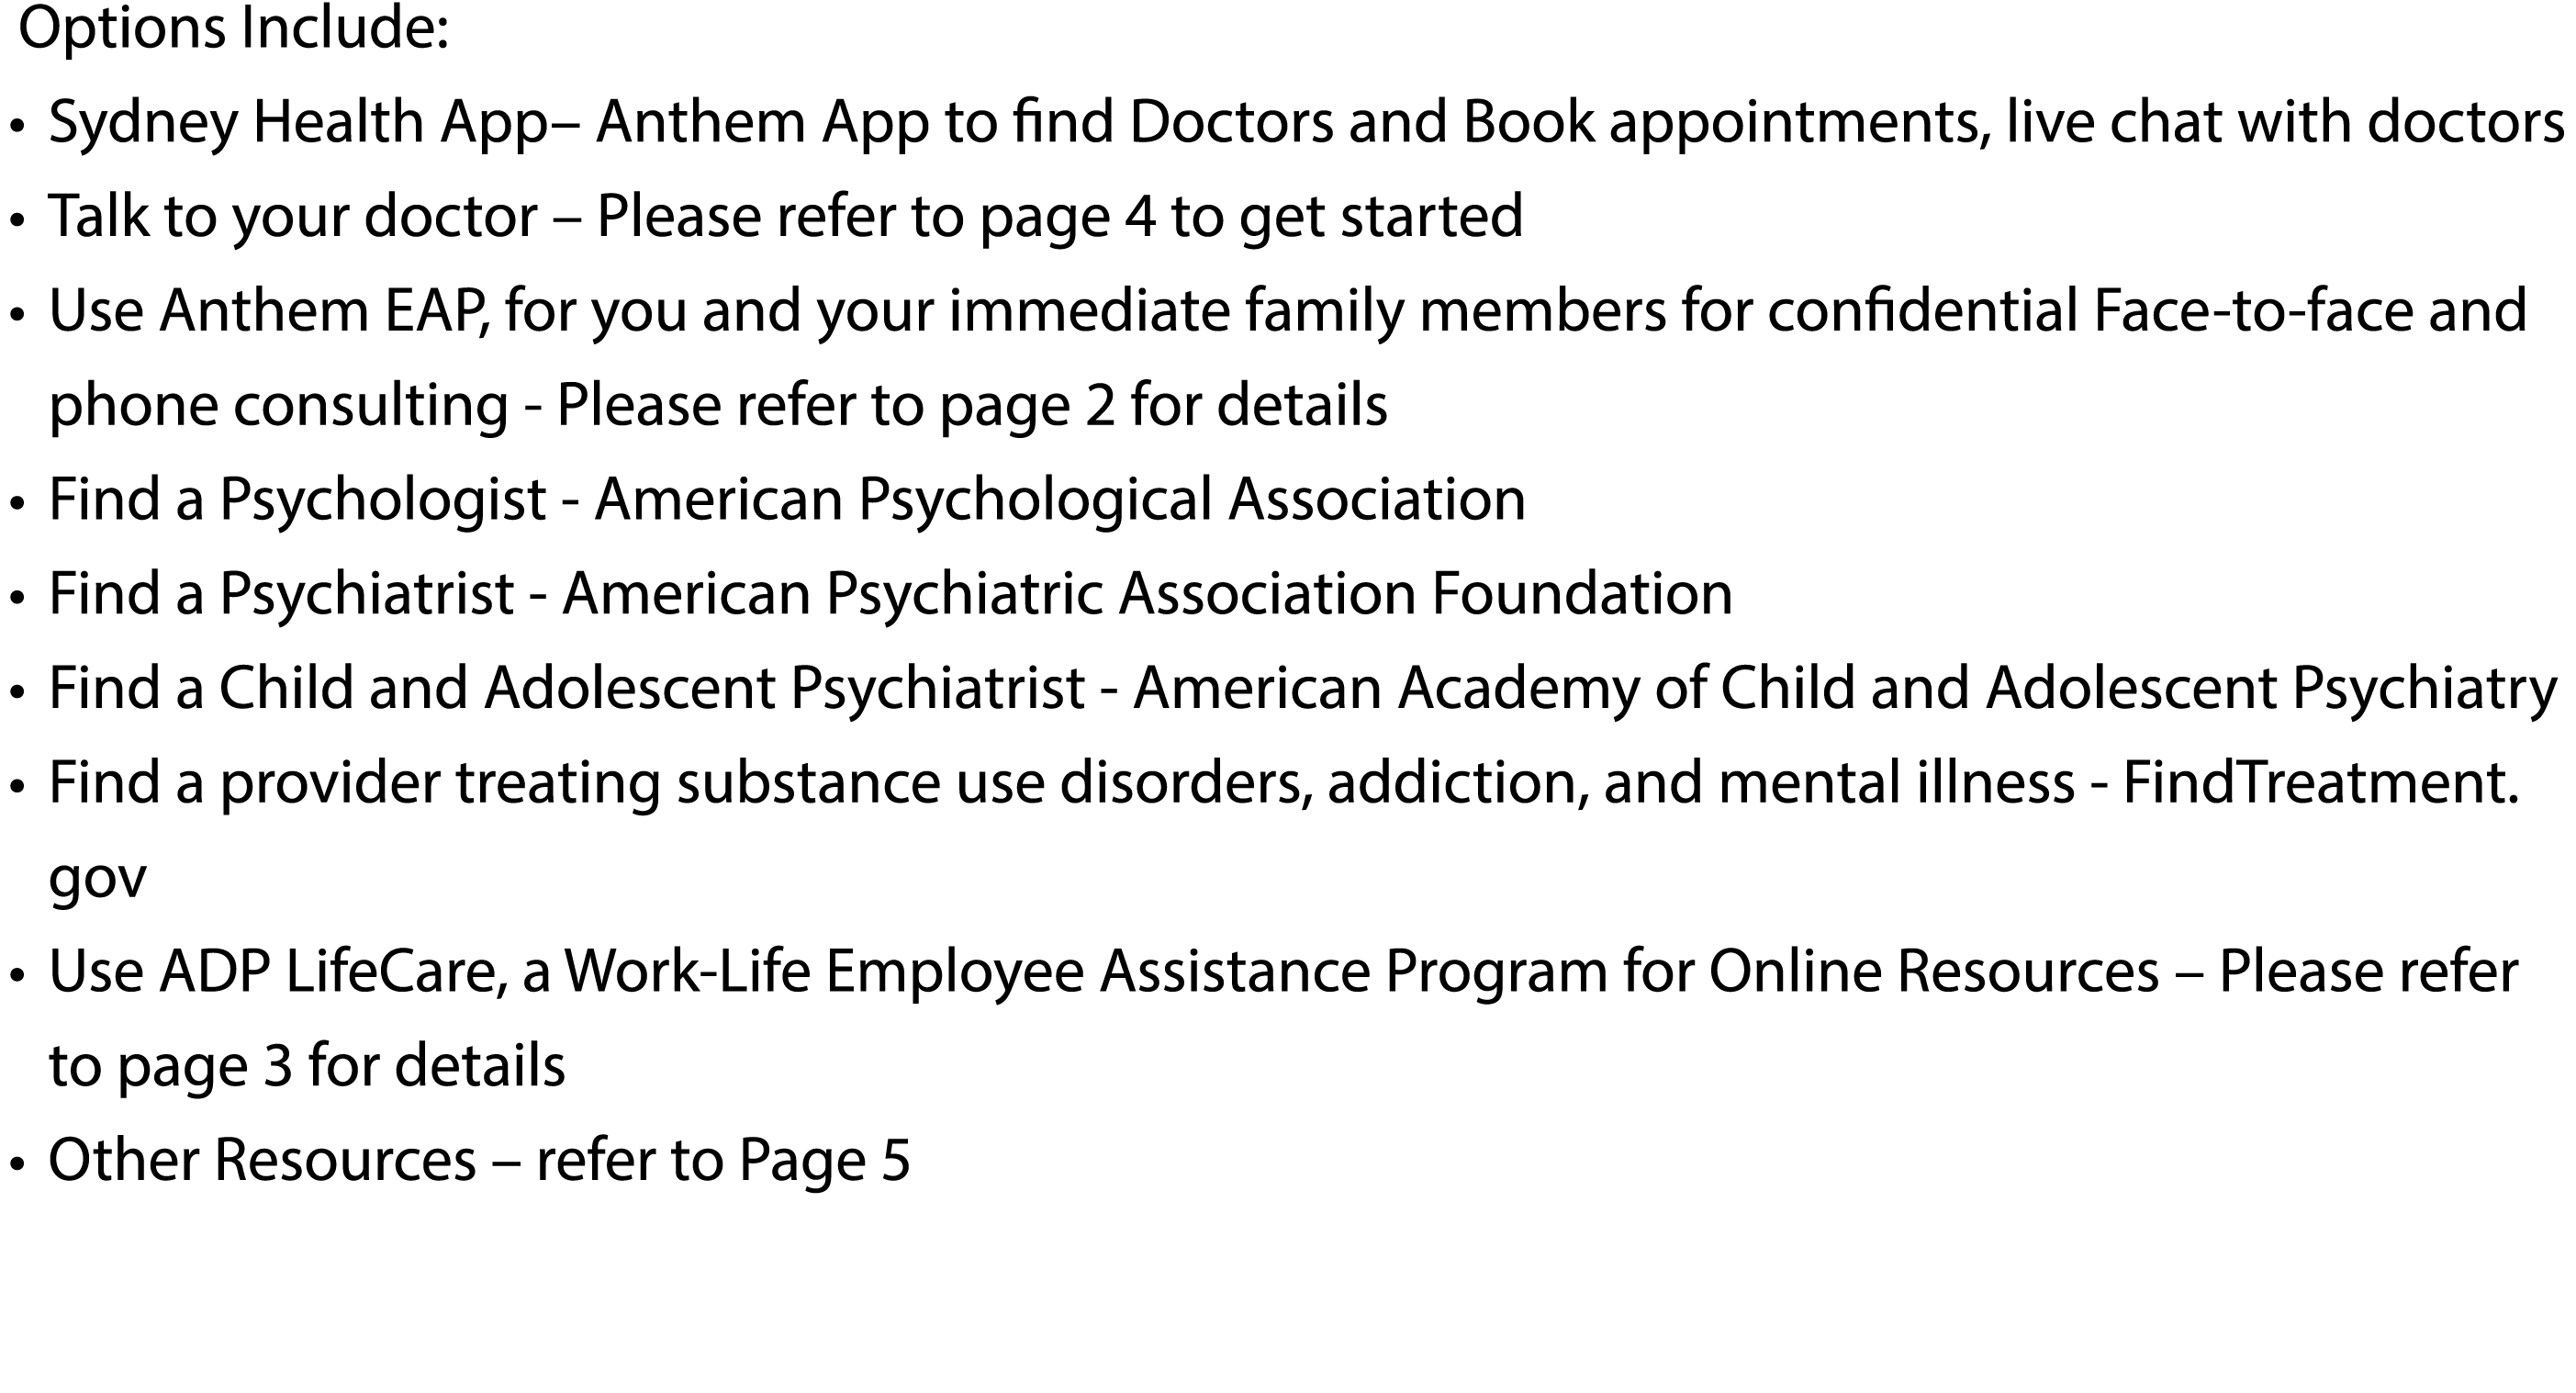 Options Include:
• Sydney Health App– Anthem App to find Doctors and Book appointments, live chat with doctors
• Talk to your doctor – Please refer to page 4 to get started
• Use Anthem EAP, for you and your immediate family members for confidential Face-to-face and
phone consulting - Please refer to page 2 for details
• Find a Psychologist - American Psychological Association
• Find a Psychiatrist - American Psychiatric Association Foundation
• Find a Child and Adolescent Psychiatrist - American Academy of Child and Adolescent Psychiatry
• Find a provider treating substance use disorders, addiction, and mental illness - FindTreatment.
gov
• Use ADP LifeCare, a Work-Life Employee Assistance Program for Online Resources – Please refer
to page 3 for details
• Other Resources – refer to Page 5